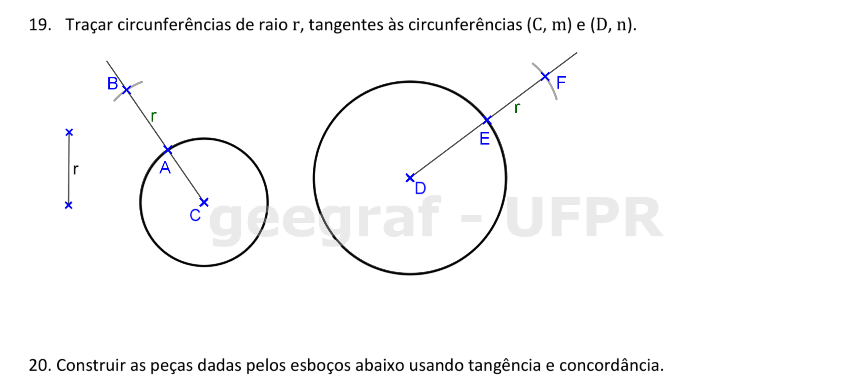 19. Traçar circunferências de raio r, tangentes às circunferências (C, m) e (D, n).
B
F
r
r
E
A
r
D
C
geegraf - UFPR
20. Construir as peças dadas pelos esboços abaixo usando tangência e concordância.